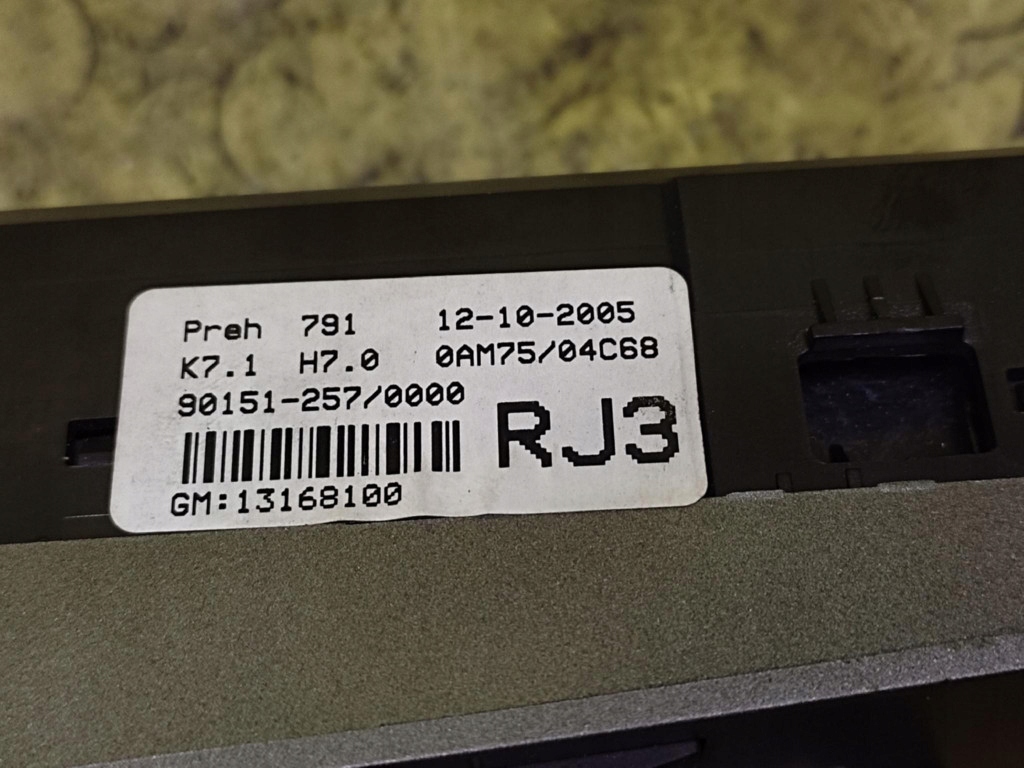 Preh 791 12-10-2005
K7.1 H7.0 0AM75/04C68
90151-257/0000
RJ3
GM:13168100